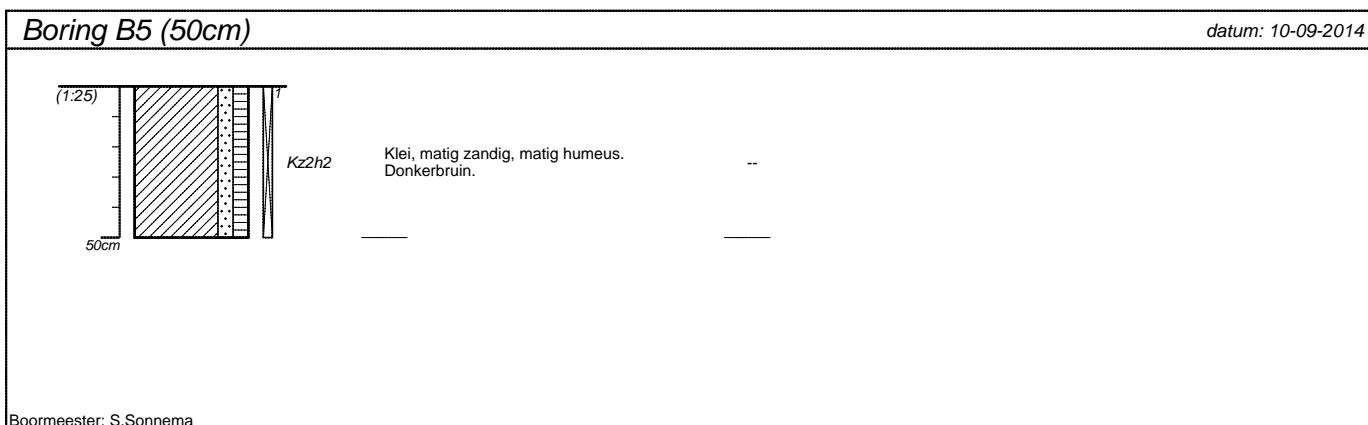 Boring B5 (50cm)
datum: 10-09-2014
(1:25)
1
Kz2h2
Klei, matig zandig, matig humeus.
Donkerbruin.
--
50cm
Boormeester: S.Sonnema